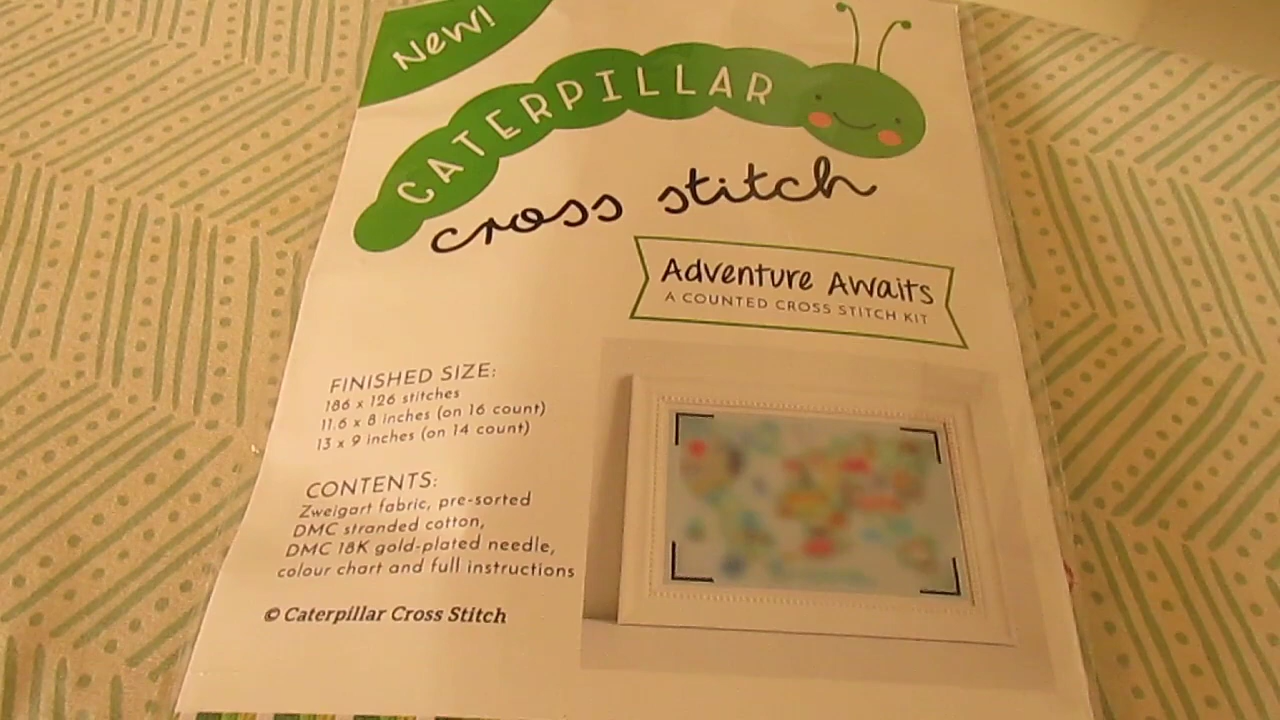 New!
CATERPILLAR
cross stitch
Adventure Awaits
A COUNTED CROSS STITCH KIT
FINISHED SIZE:
186 x 126 stitches
11.6 x 8 inches (on 16 count)
13 x 9 inches (on 14 count)
CONTENTS:
Zweigart fabric, pre-sorted
DMC stranded cotton,
DMC 18K gold-plated needle,
colour chart and full instructions
© Caterpillar Cross Stitch